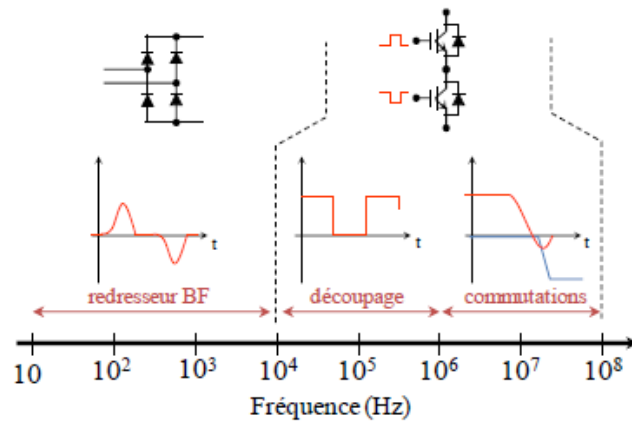 t
t
t
redresseur BF découpage commutations
10 10² 10³ 10⁴ 10⁵ 10⁶ 10⁷ 10⁸
Fréquence (Hz)